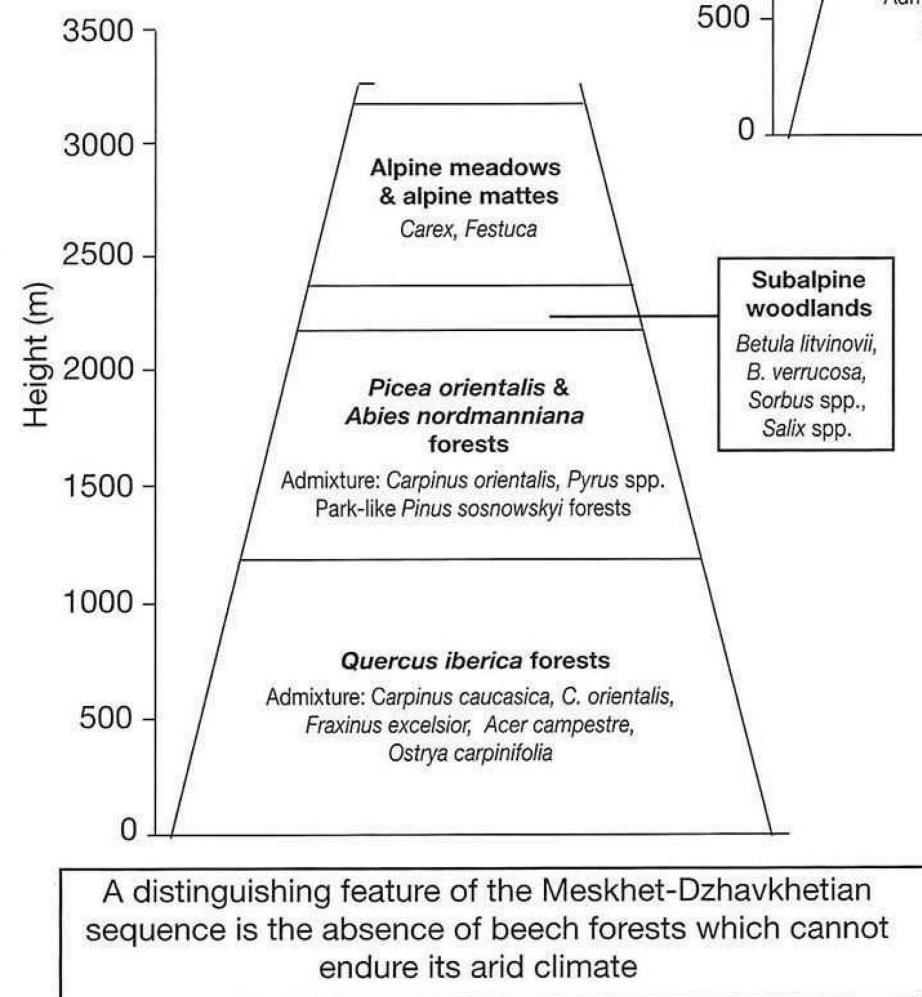 500
0
3500
3000
2500
2000
1500
1000
500
0
Height (m)
Alpine meadows
& alpine mattes
Carex, Festuca
Subalpine
woodlands
Betula litvinovii,
B. verrucosa,
Sorbus spp.,
Salix spp.
Picea orientalis &
Abies nordmanniana
forests
Admixture: Carpinus orientalis, Pyrus spp.
Park-like Pinus sosnowskyi forests
Quercus iberica forests
Admixture: Carpinus caucasica, C. orientalis,
Fraxinus excelsior, Acer campestre,
Ostrya carpinifolia
A distinguishing feature of the Meskhet-Dzhavkhetian
sequence is the absence of beech forests which cannot
endure its arid climate